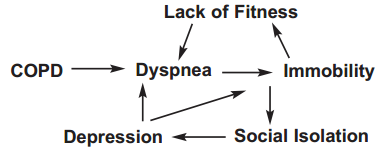 Lack of Fitness
COPD Dyspnea Immobility
Depression Social Isolation